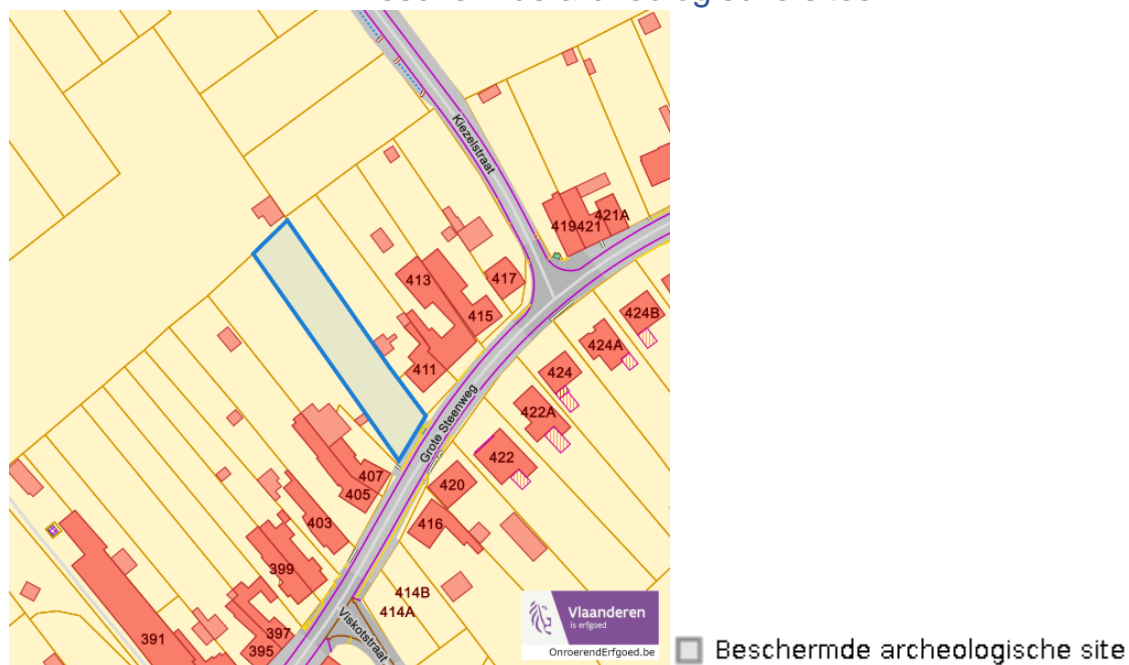 Kiezelstraat
419 421 421A
413
417
415
424B
424A
411
424
422A
Grote Steenweg
422
407
420
405
403
416
399
414B
414A
Viskotstraat
391
397
395
Vlaanderen
is erfgoed
OnroerendErfgoed.be
Beschermde archeologische site